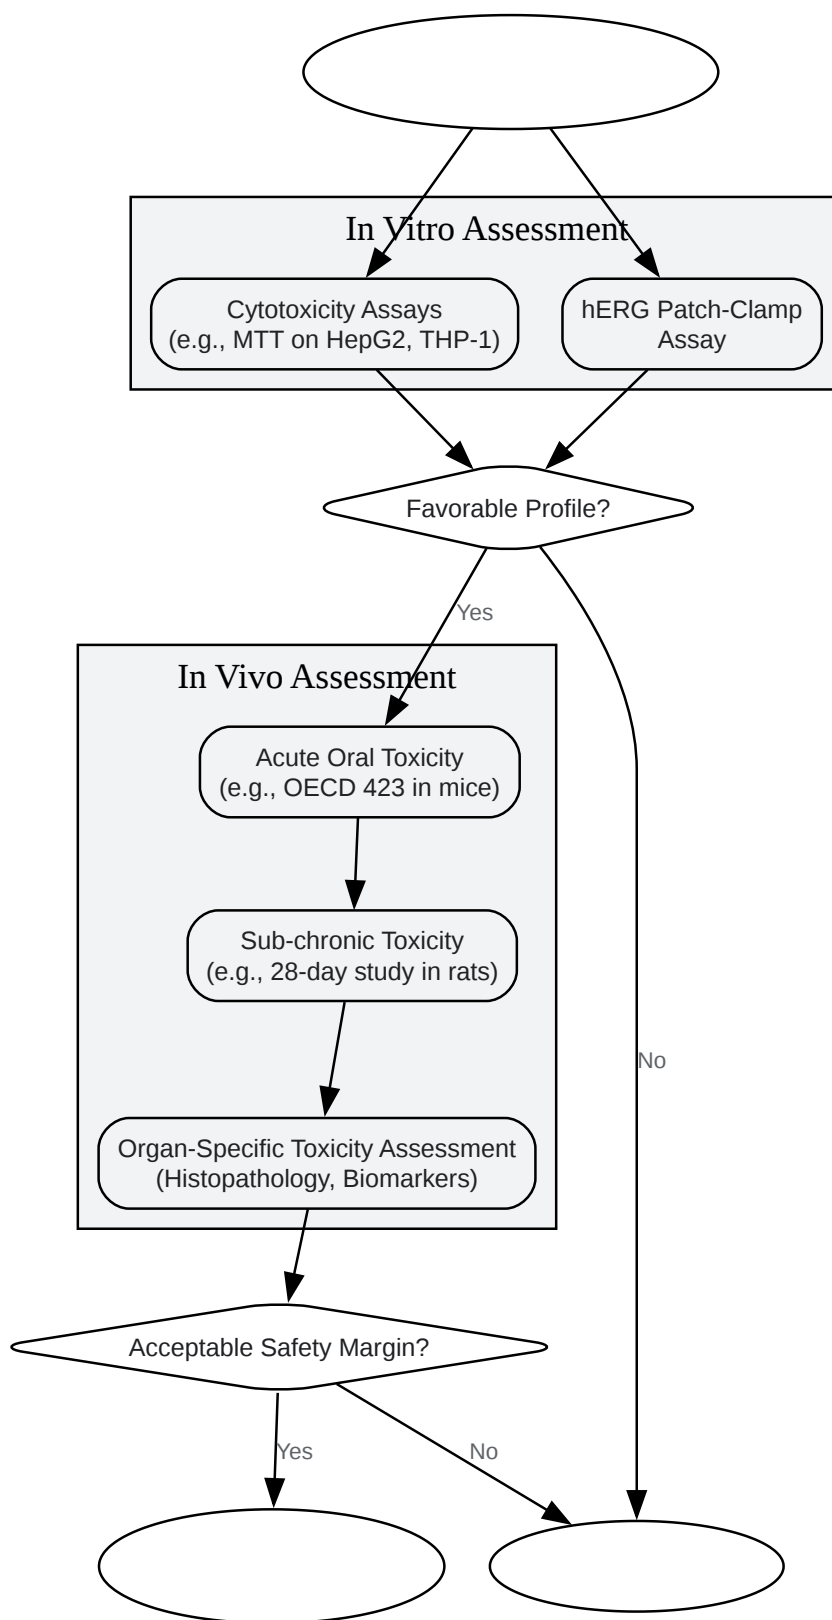 In Vitro Assessment
Cytotoxicity Assays
(e.g., MTT on HepG2, THP-1)
hERG Patch-Clamp
Assay
Favorable Profile?
Yes
In Vivo Assessment
Acute Oral Toxicity
(e.g., OECD 423 in mice)
Sub-chronic Toxicity
(e.g., 28-day study in rats)
No
Organ-Specific Toxicity Assessment
(Histopathology, Biomarkers)
Acceptable Safety Margin?
Yes
No